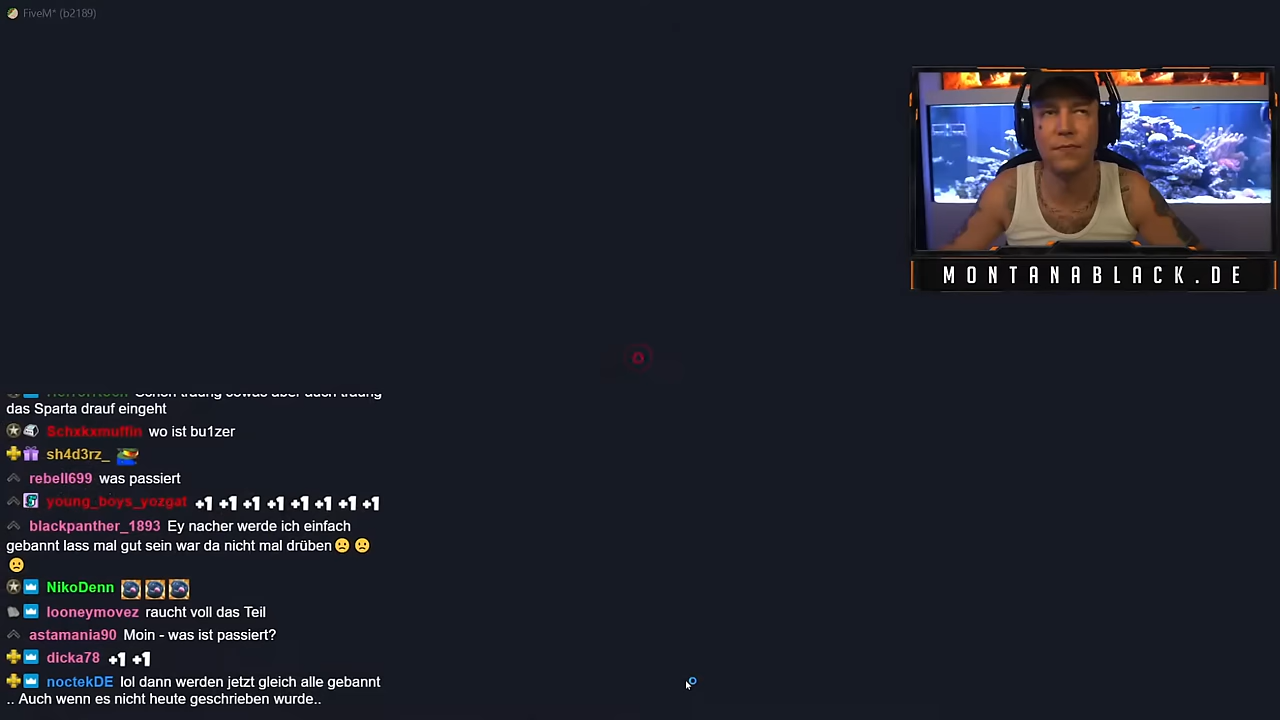 FiveM* (b2189)
MONTANABLACK.DE
das Sparta drauf eingeht
Schxkxmuffin wo ist bu1zer
sh4d3rz_
rebell699 was passiert
young_boys_yozgat +1 +1 +1 +1 +1 +1 +1 +1
blackpanther_1893 Ey nacher werde ich einfach
gebannt lass mal gut sein war da nicht mal drüben
NikoDenn
looneymovez raucht voll das Teil
astamania90 Moin - was ist passiert?
dicka78 +1 +1
noctekDE lol dann werden jetzt gleich alle gebannt
.. Auch wenn es nicht heute geschrieben wurde..